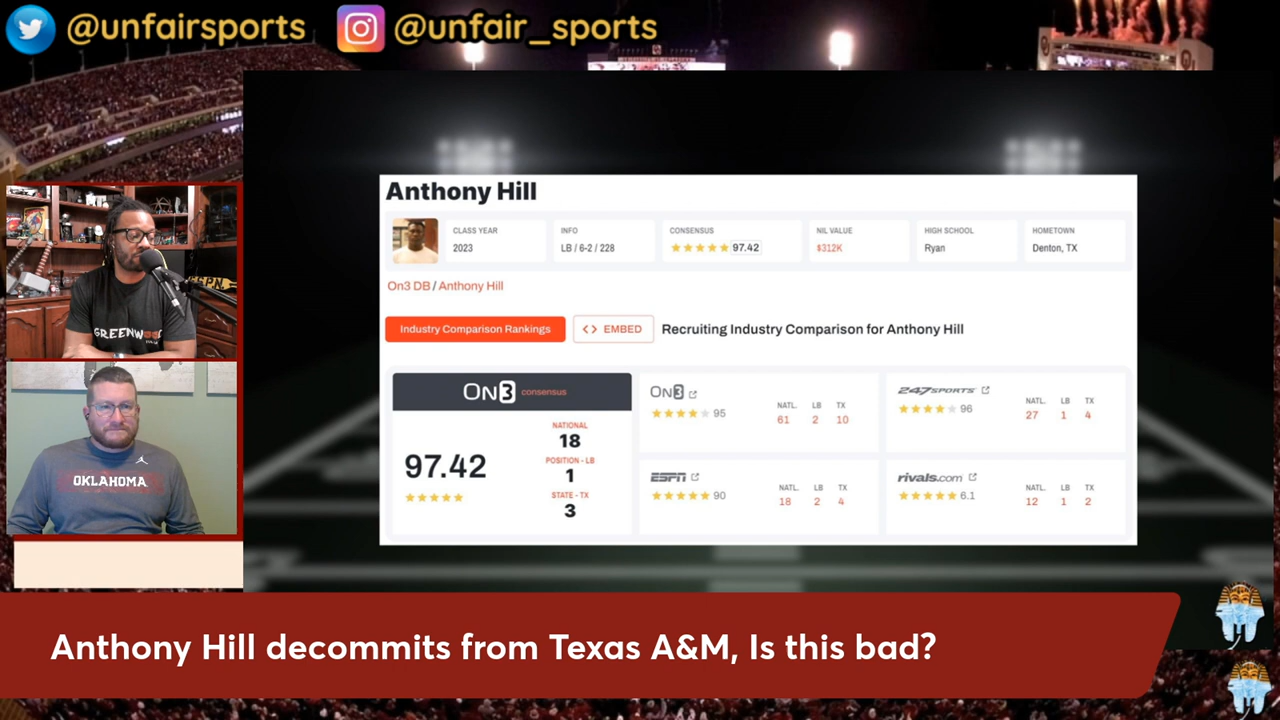 @unfairsports
@unfair_sports
Anthony Hill
CLASS YEAR
2023
INFO
LB / 6-2 / 228
CONSENSUS
97.42
NIL VALUE
$312K
HIGH SCHOOL
Ryan
HOMETOWN
Denton, TX
On3 DB / Anthony Hill
Industry Comparison Rankings
<> EMBED
Recruiting Industry Comparison for Anthony Hill
ON3 consensus
97.42
NATIONAL
18
POSITION - LB
1
STATE - TX
3
ON3
95
NATL. LB TX
61 2 10
247SPORTS
96
NATL. LB TX
27 1 4
ESPN
90
NATL. LB TX
18 2 4
rivals.com
6.1
NATL. LB TX
12 1 2
OKLAHOMA
Anthony Hill decommits from Texas A&M, Is this bad?